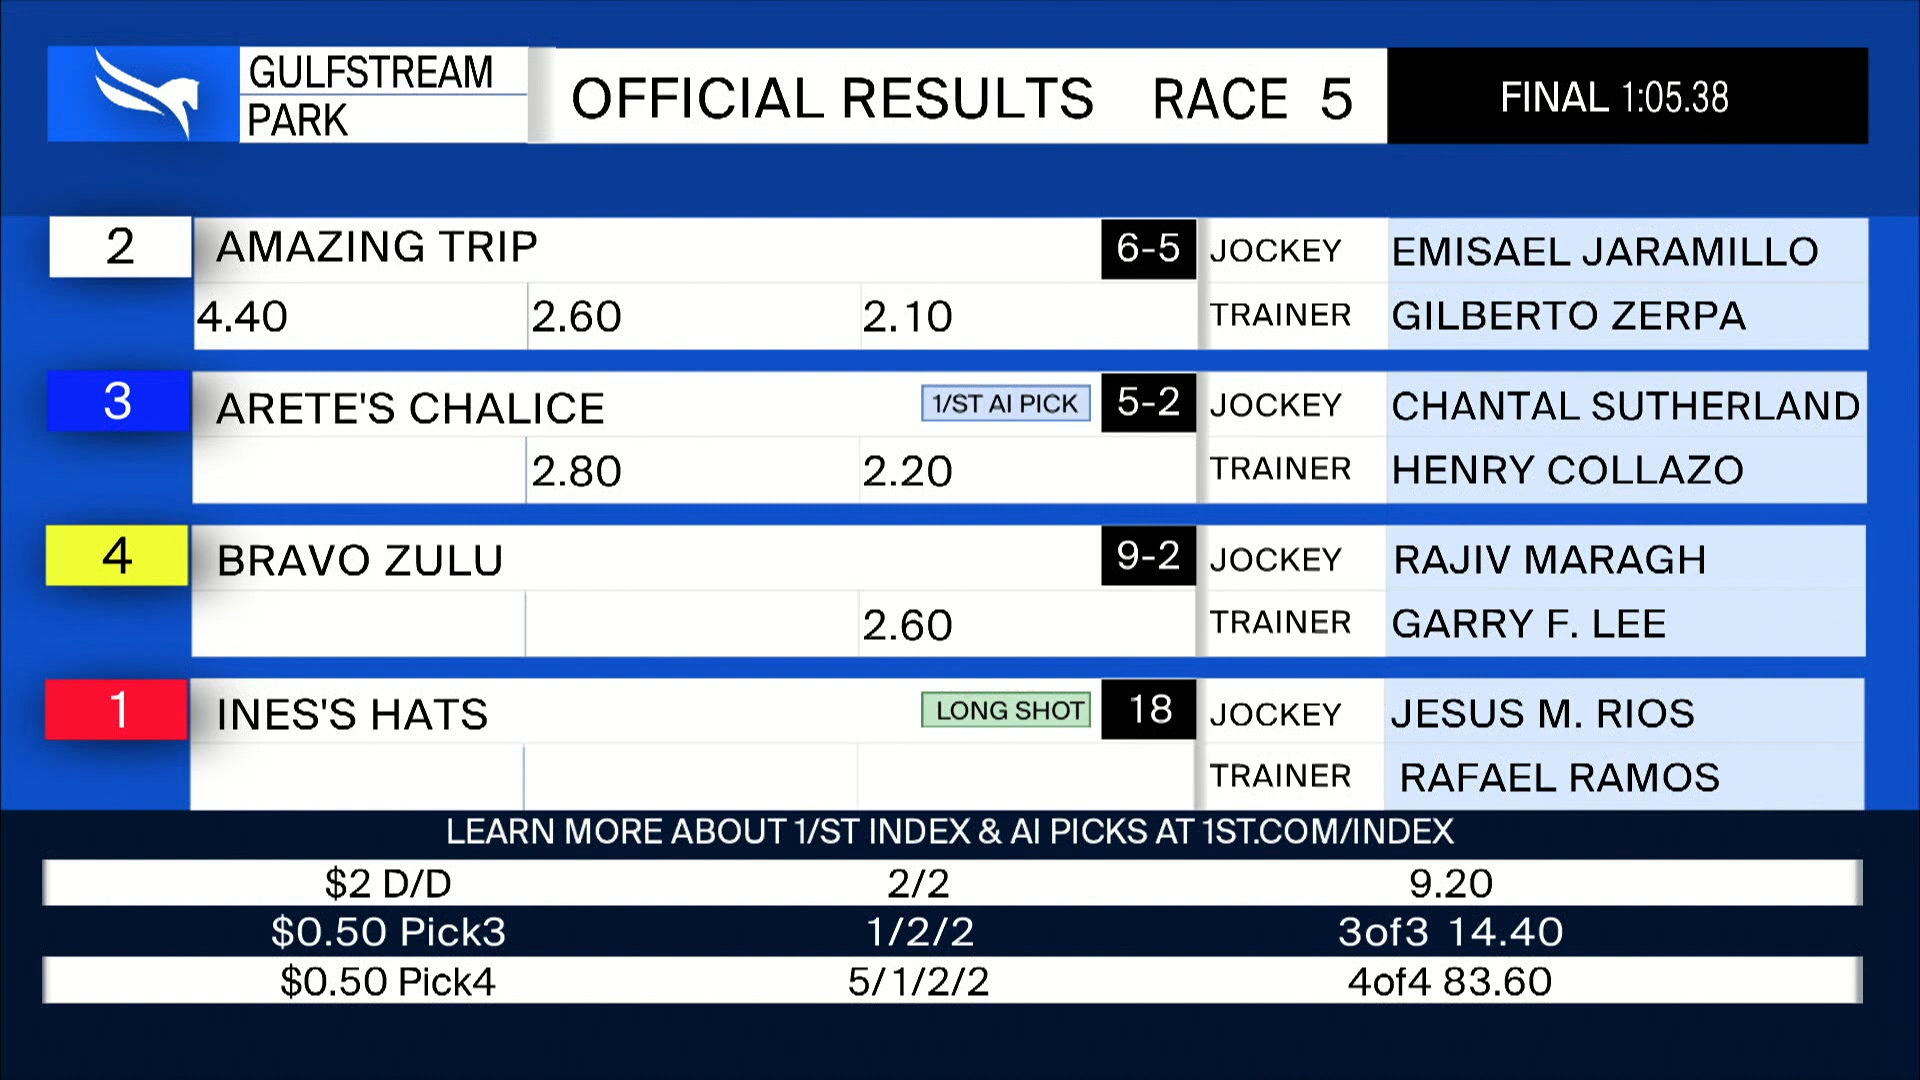 GULFSTREAM
PARK
OFFICIAL RESULTS RACE 5
FINAL 1:05.38
2 AMAZING TRIP 6-5 JOCKEY EMISAEL JARAMILLO
4.40 2.60 2.10 TRAINER GILBERTO ZERPA
3 ARETE'S CHALICE 1/ST AI PICK 5-2 JOCKEY CHANTAL SUTHERLAND
2.80 2.20 TRAINER HENRY COLLAZO
4 BRAVO ZULU 9-2 JOCKEY RAJIV MARAGH
2.60 TRAINER GARRY F. LEE
1 INES'S HATS LONG SHOT 18 JOCKEY JESUS M. RIOS
TRAINER RAFAEL RAMOS
LEARN MORE ABOUT 1/ST INDEX & AI PICKS AT 1ST.COM/INDEX
$2 D/D 2/2 9.20
$0.50 Pick3 1/2/2 3of3 14.40
$0.50 Pick4 5/1/2/2 4of4 83.60